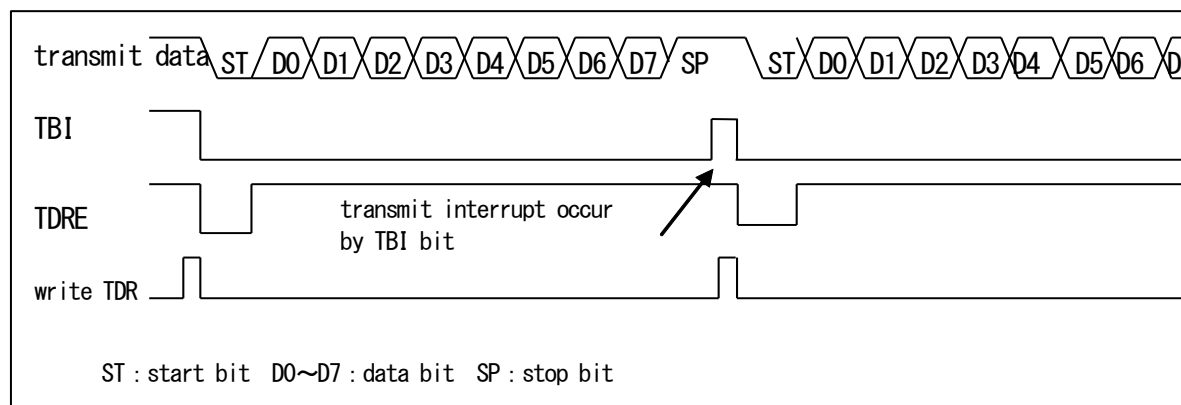 transmit data ST D0 D1 D2 D3 D4 D5 D6 D7 SP ST D0 D1 D2 D3 D4 D5 D6 D
TBI
TDRE
transmit interrupt occur
by TBI bit
write TDR
ST：start bit D0～D7：data bit SP：stop bit